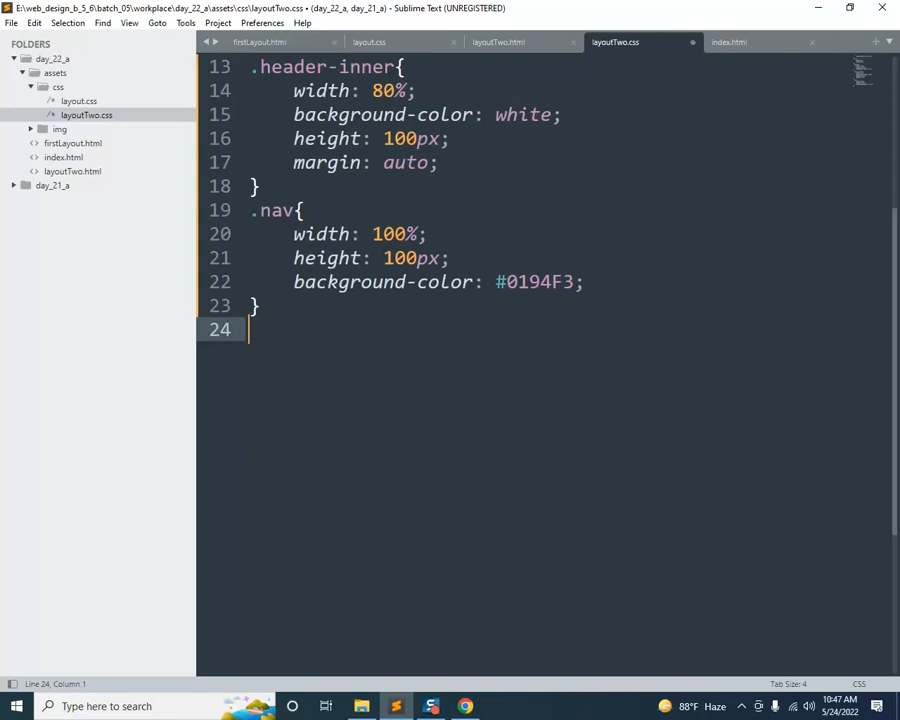 E:\web_design_b_5_6\batch_05\workplace\day_22_a\assets\css\layoutTwo.css • (day_22_a, day_21_a) - Sublime Text (UNREGISTERED)
File Edit Selection Find View Goto Tools Project Preferences Help
FOLDERS
day_22_a
assets
css
layout.css
layoutTwo.css
img
firstLayout.html
index.html
layoutTwo.html
day_21_a
firstLayout.html layout.css layoutTwo.html layoutTwo.css index.html
13 .header-inner{
14 width: 80%;
15 background-color: white;
16 height: 100px;
17 margin: auto;
18 }
19 .nav{
20 width: 100%;
21 height: 100px;
22 background-color: #0194F3;
23 }
24
Line 24, Column 1 Tab Size: 4 CSS
Type here to search 88°F Haze 10:47 AM
5/24/2022